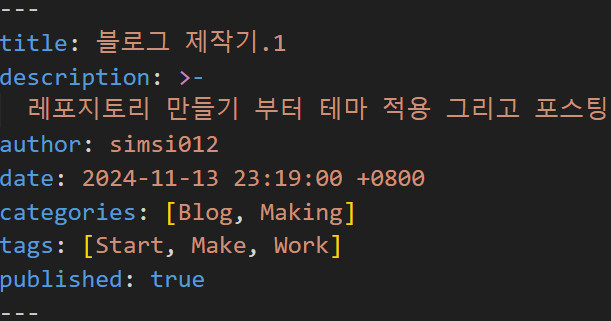 ---
title: 블로그 제작기.1
description: >-
레포지토리 만들기 부터 테마 적용 그리고 포스팅
author: simsi012
date: 2024-11-13 23:19:00 +0800
categories: [Blog, Making]
tags: [Start, Make, Work]
published: true
---